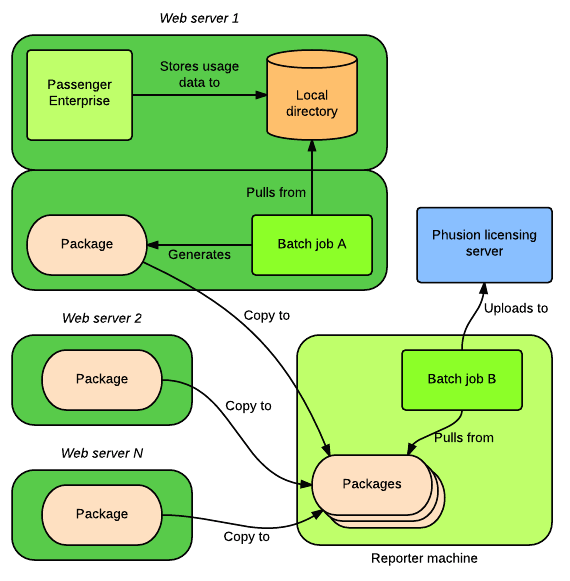 Web server 1
Passenger
Enterprise
Stores usage
data to
Local
directory
Pulls from
Package
Generates
Batch job A
Phusion licensing
server
Copy to
Uploads to
Web server 2
Package
Copy to
Batch job B
Pulls from
Web server N
Package
Copy to
Packages
Reporter machine